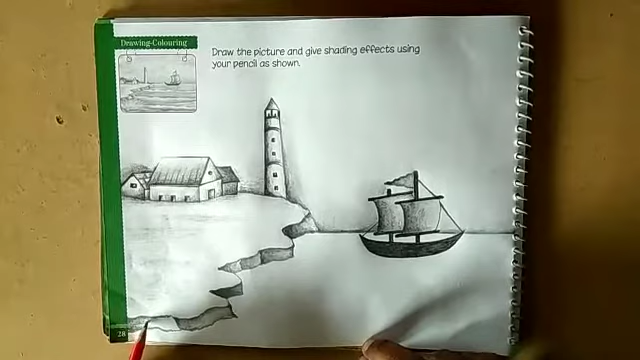 Drawing-Colouring
Draw the picture and give shading effects using
your pencil as shown.
28